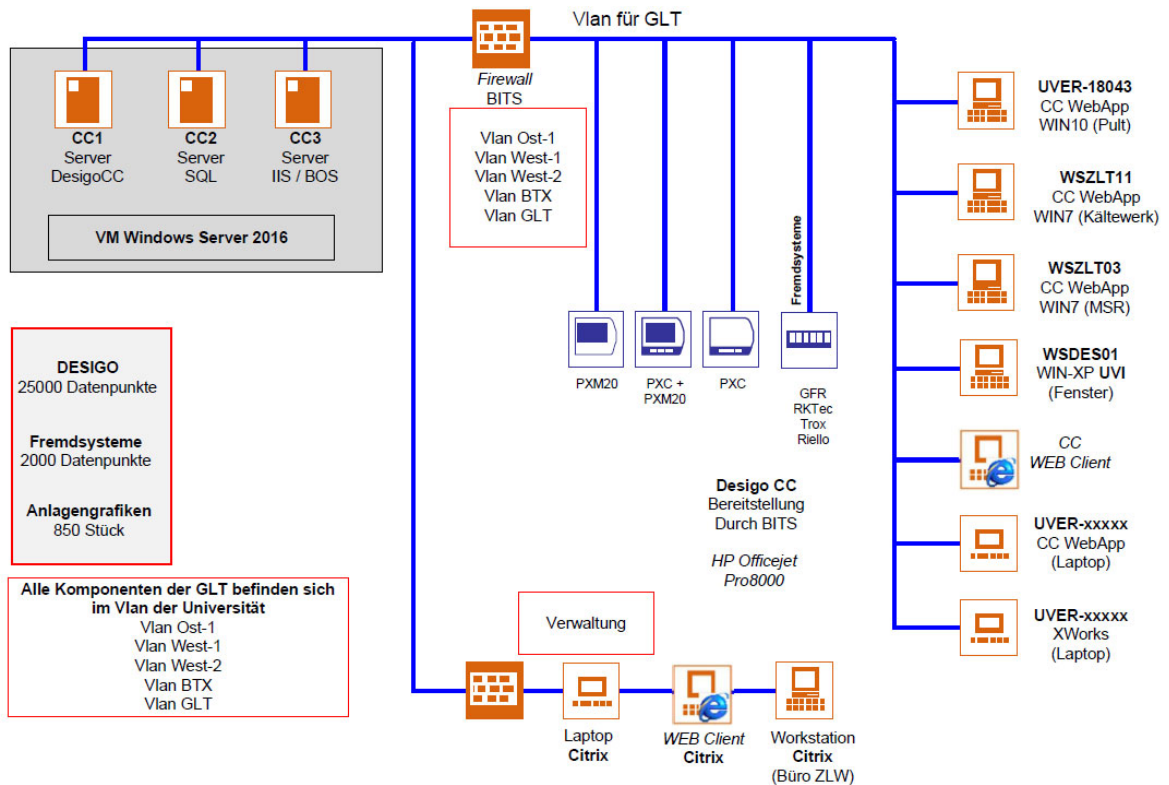 Vlan für GLT
CC1
Server
DesigoCC
CC2
Server
SQL
CC3
Server
IIS / BOS
VM Windows Server 2016
Firewall
BITS
Vlan Ost-1
Vlan West-1
Vlan West-2
Vlan BTX
Vlan GLT
Fremdsysteme
PXM20
PXC +
PXM20
PXC
GFR
RKTec
Trox
Riello
UVER-18043
CC WebApp
WIN10 (Pult)
WSZLT11
CC WebApp
WIN7 (Kältewerk)
WSZLT03
CC WebApp
WIN7 (MSR)
WSDES01
WIN-XP UVI
(Fenster)
CC
WEB Client
UVER-xxxxx
CC WebApp
(Laptop)
UVER-xxxxx
XWorks
(Laptop)
DESIGO
25000 Datenpunkte
Fremdsysteme
2000 Datenpunkte
Anlagengrafiken
850 Stück
Desigo CC
Bereitstellung
Durch BITS
HP Officejet
Pro8000
Alle Komponenten der GLT befinden sich
im Vlan der Universität
Vlan Ost-1
Vlan West-1
Vlan West-2
Vlan BTX
Vlan GLT
Verwaltung
Laptop
Citrix
WEB Client
Citrix
Workstation
Citrix
(Büro ZLW)